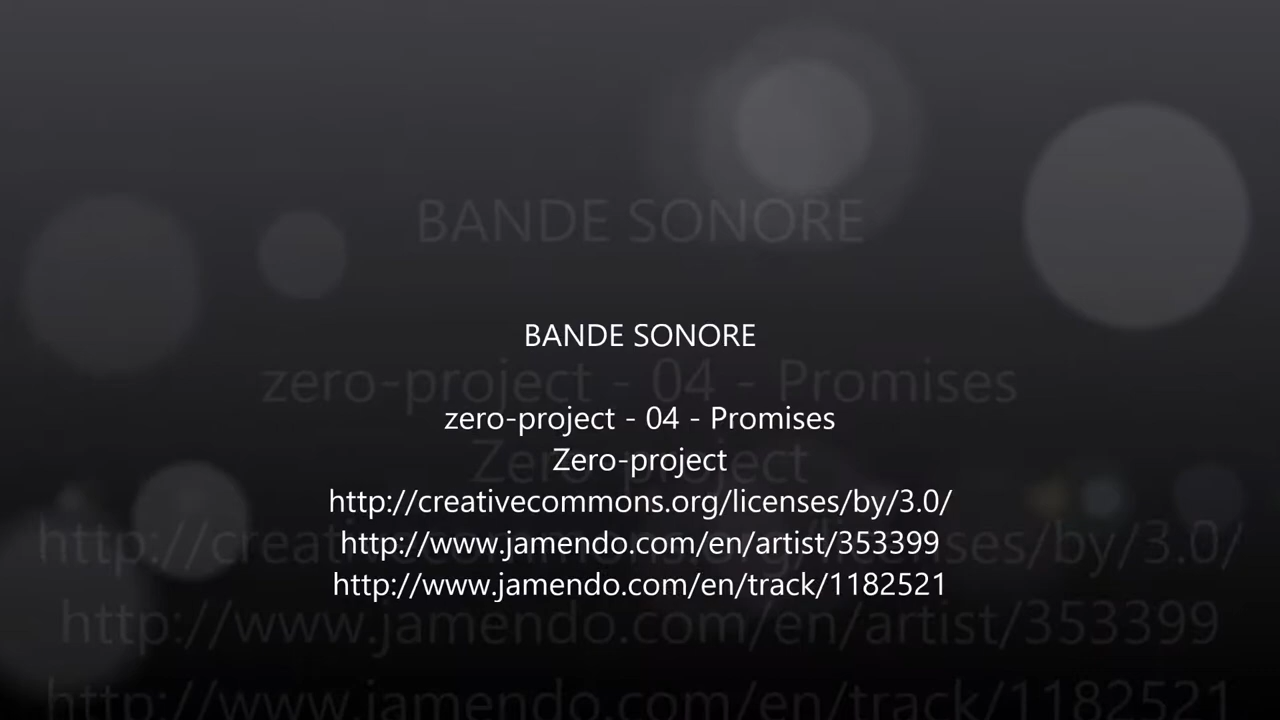 BANDE SONORE
zero-project - 04 - Promises
Zero-project
http://creativecommons.org/licenses/by/3.0/
http://www.jamendo.com/en/artist/353399
http://www.jamendo.com/en/track/1182521